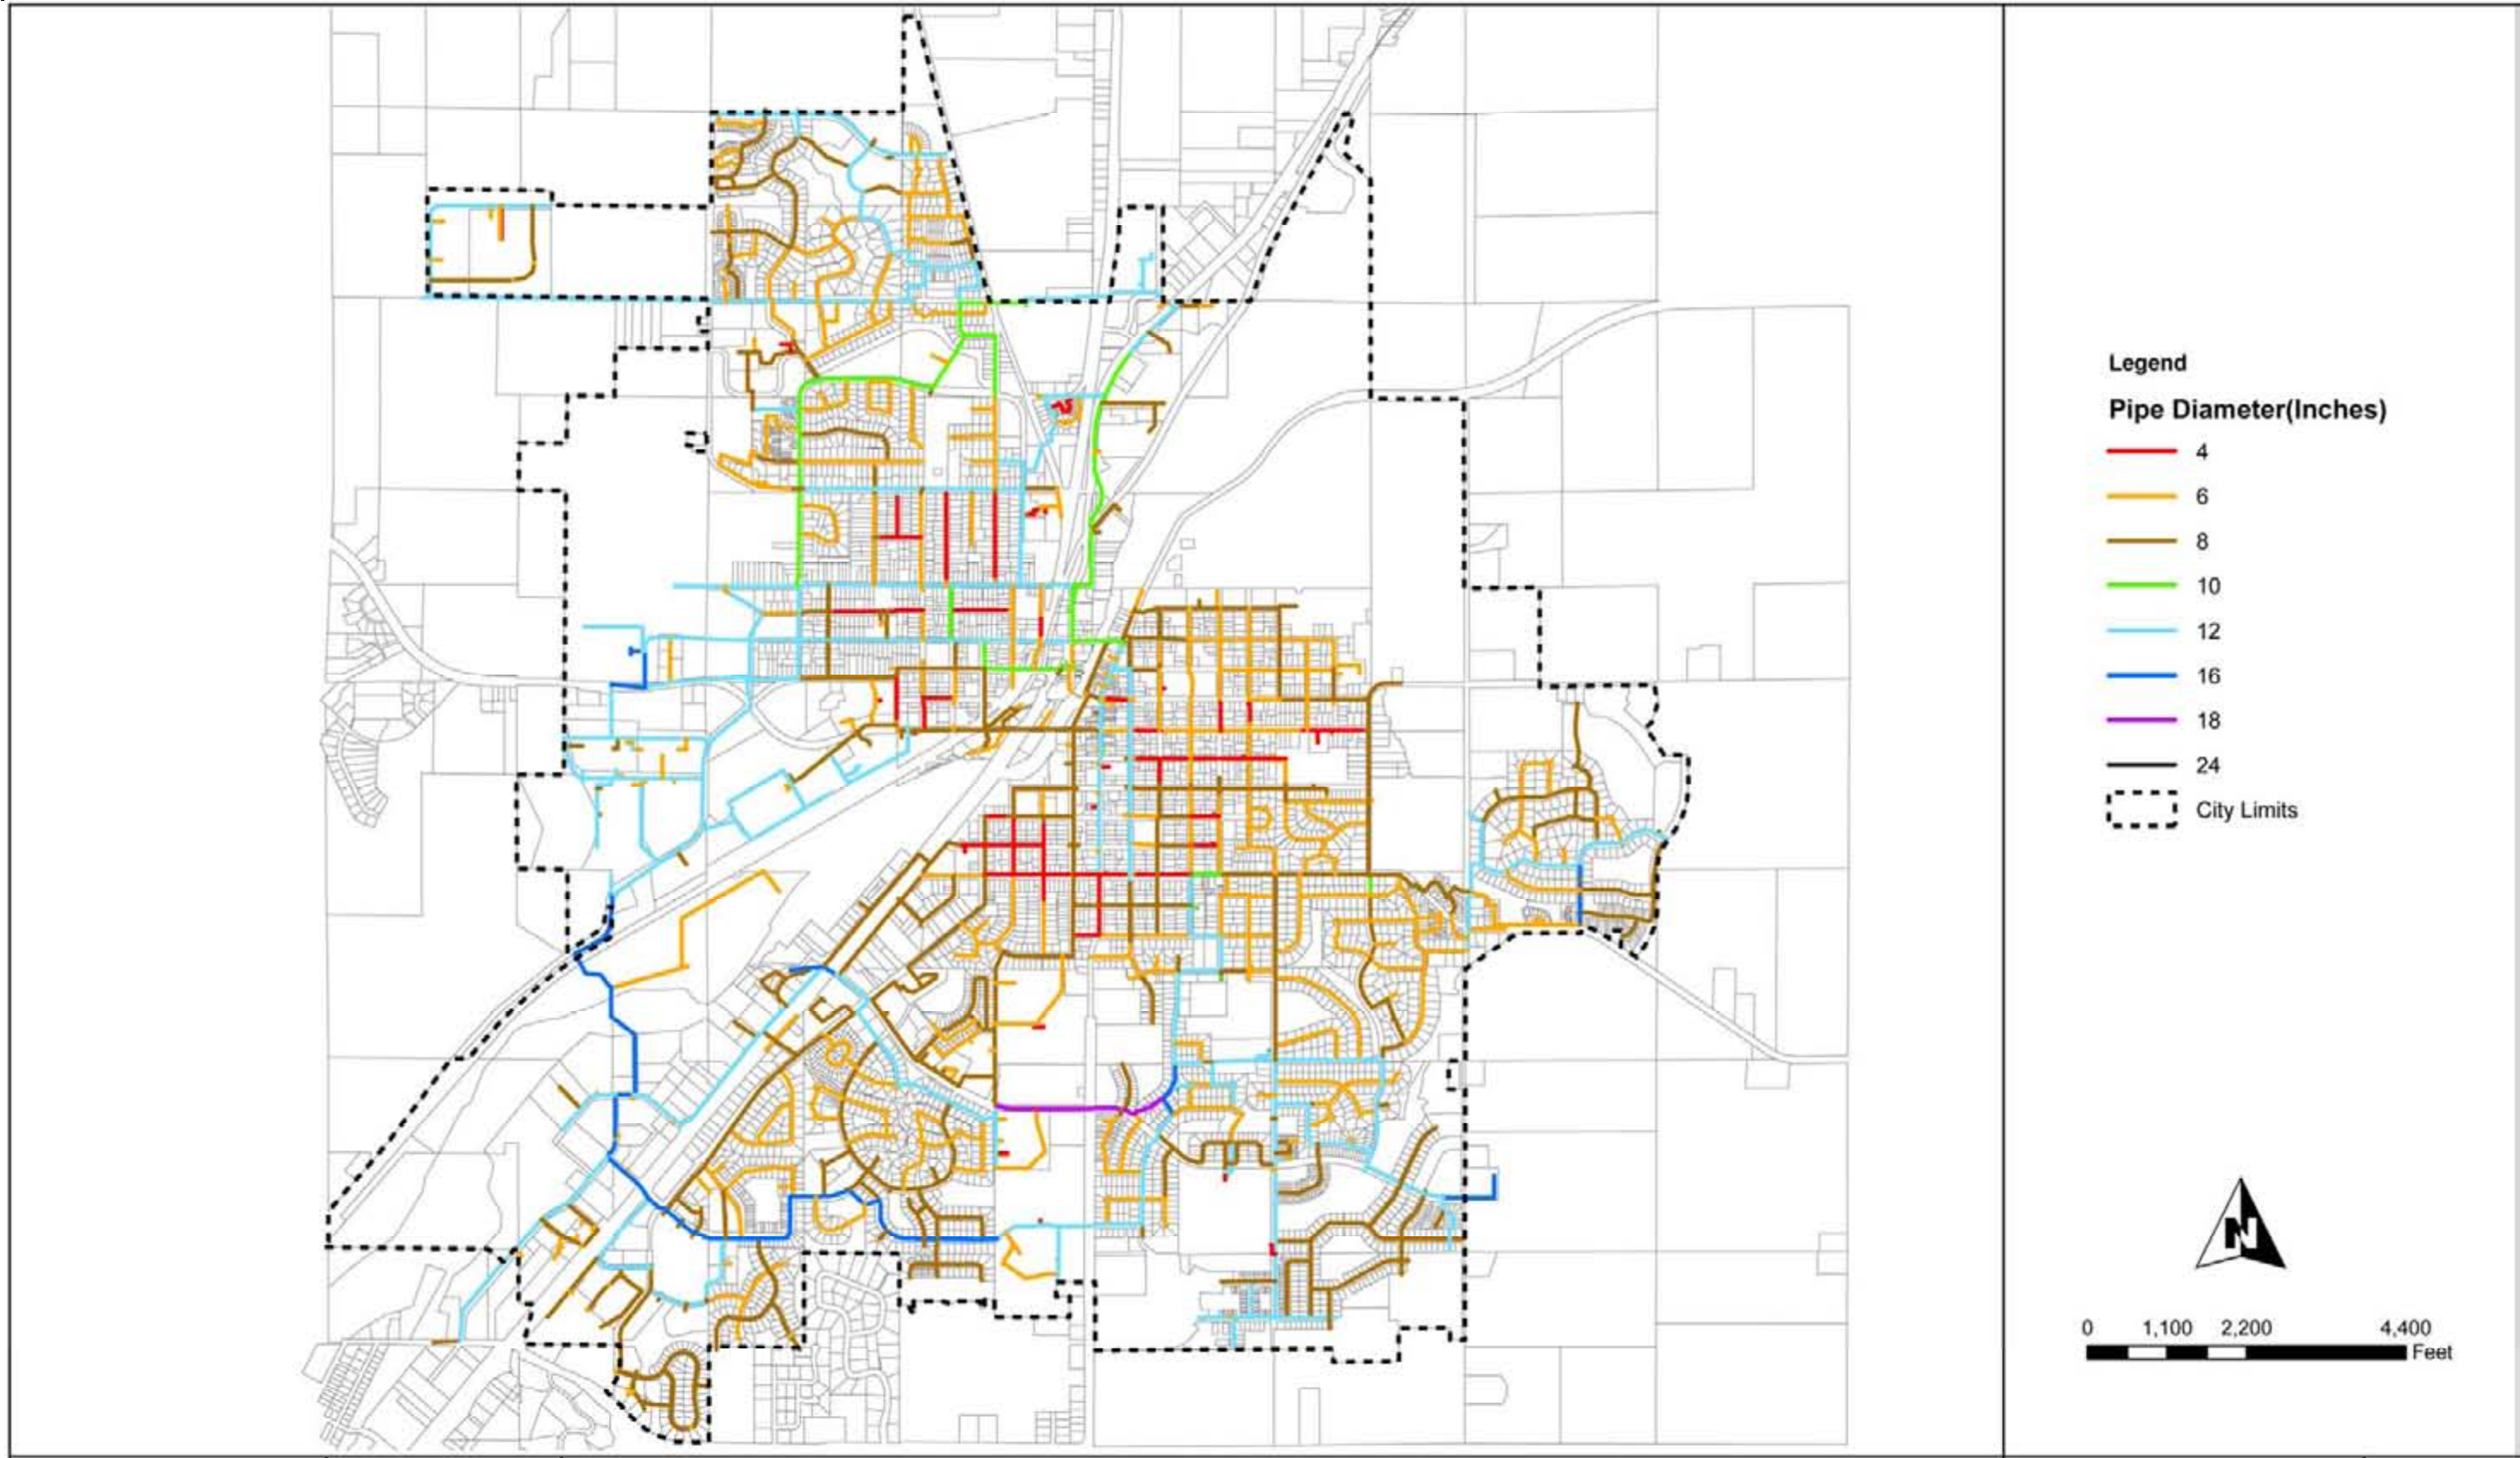 Legend
Pipe Diameter(Inches)
4
6
8
10
12
16
18
24
City Limits
N
0 1,100 2,200 4,400
Feet